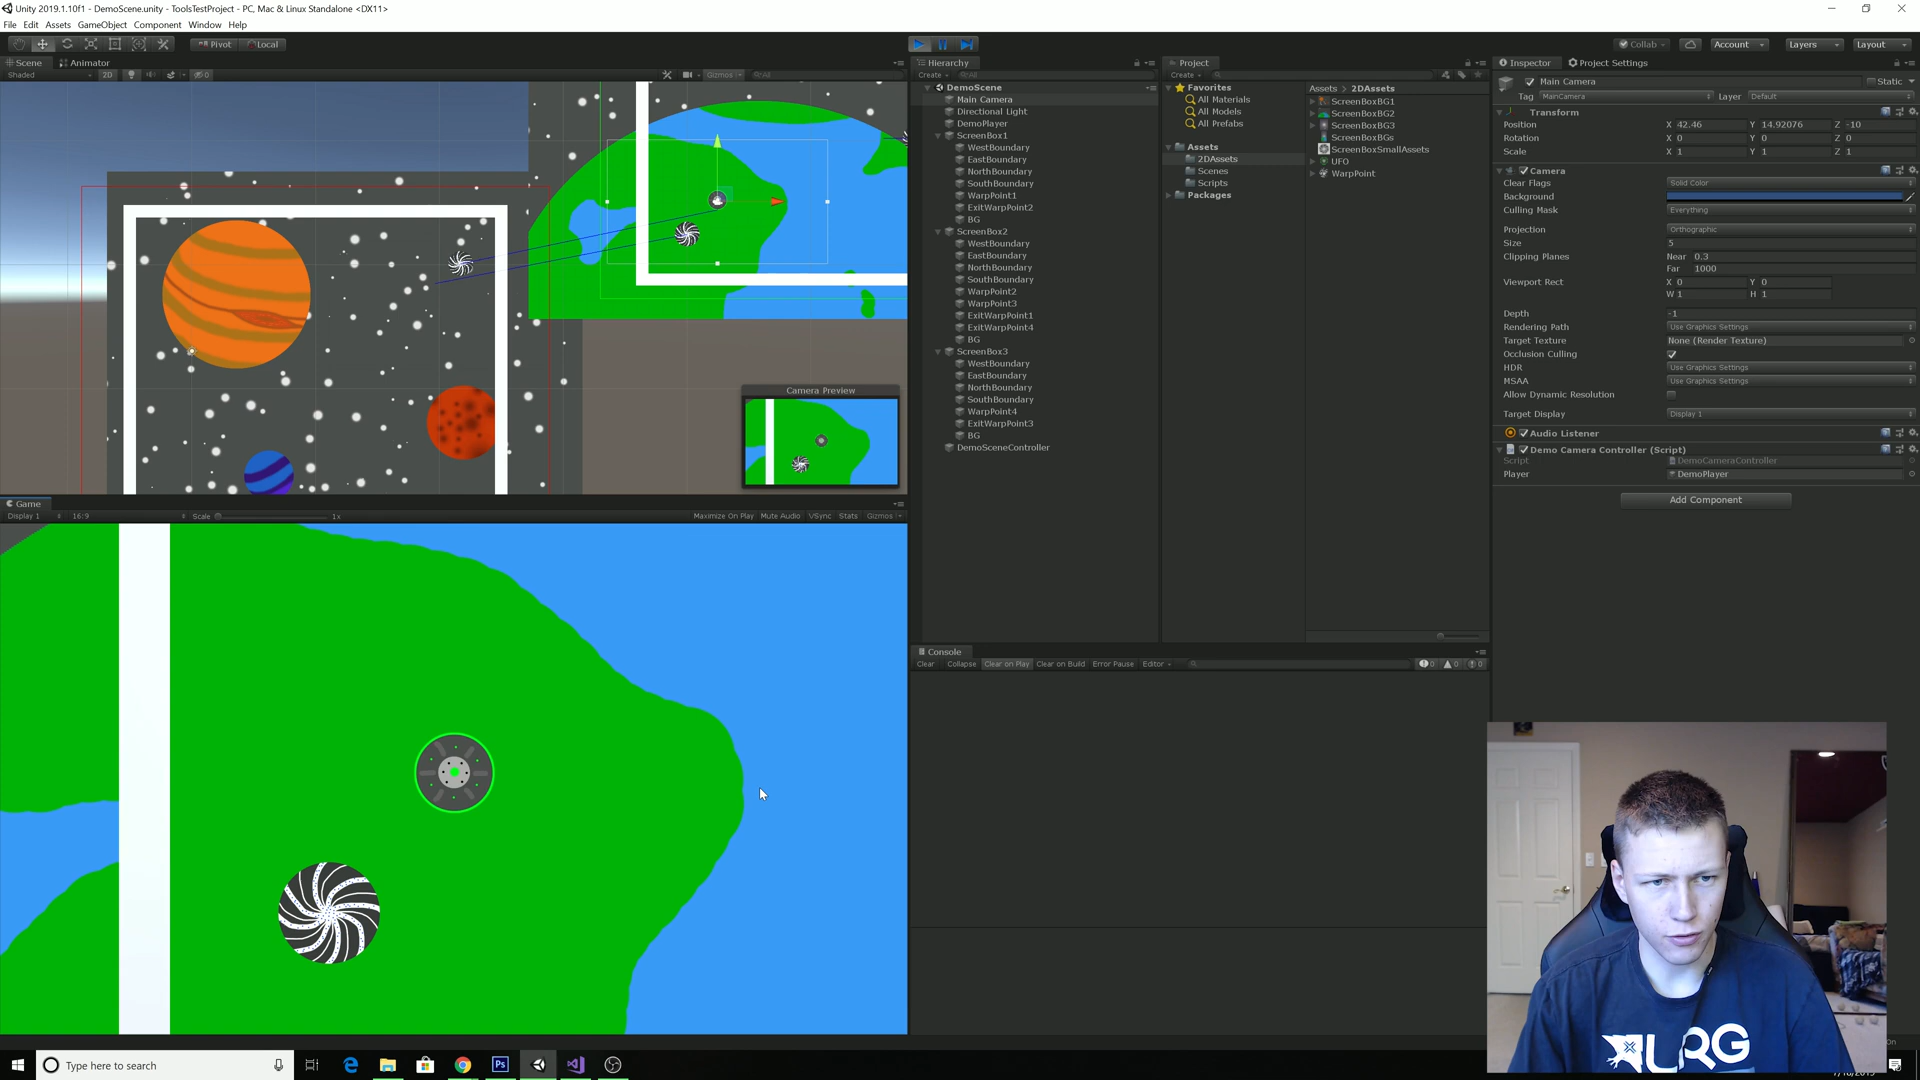 Unity 2019.1.10f1 - DemoScene.unity - ToolsTestProject - PC, Mac & Linux Standalone <DX11>
File Edit Assets GameObject Component Window Help
Pivot Local
Collab Account Layers Layout
Scene Animator
Shaded 2D Gizmos All
Camera Preview
Game
Display 1 16:9 Scale 1x Maximize On Play Mute Audio VSync Stats Gizmos
Hierarchy
Create All
DemoScene
Main Camera
Directional Light
DemoPlayer
ScreenBox1
WestBoundary
EastBoundary
NorthBoundary
SouthBoundary
WarpPoint1
ExitWarpPoint2
BG
ScreenBox2
WestBoundary
EastBoundary
NorthBoundary
SouthBoundary
WarpPoint2
WarpPoint3
ExitWarpPoint1
ExitWarpPoint4
BG
ScreenBox3
WestBoundary
EastBoundary
NorthBoundary
SouthBoundary
WarpPoint4
ExitWarpPoint3
BG
DemoSceneController
Project
Create
Favorites
All Materials
All Models
All Prefabs
Assets
2DAssets
Scenes
Scripts
Packages
Assets > 2DAssets
ScreenBoxBG1
ScreenBoxBG2
ScreenBoxBG3
ScreenBoxBGs
ScreenBoxSmallAssets
UFO
WarpPoint
Console
Clear Collapse Clear on Play Clear on Build Error Pause Editor
0 0 0
Inspector Project Settings
Main Camera Static
Tag MainCamera Layer Default
Transform
Position X 42.46 Y 14.92076 Z -10
Rotation X 0 Y 0 Z 0
Scale X 1 Y 1 Z 1
Camera
Clear Flags Solid Color
Background
Culling Mask Everything
Projection Orthographic
Size 5
Clipping Planes Near 0.3
Far 1000
Viewport Rect X 0 Y 0
W 1 H 1
Depth -1
Rendering Path Use Graphics Settings
Target Texture None (Render Texture)
Occlusion Culling
HDR Use Graphics Settings
MSAA Use Graphics Settings
Allow Dynamic Resolution
Target Display Display 1
Audio Listener
Demo Camera Controller (Script)
Script DemoCameraController
Player DemoPlayer
Add Component
LRG
Type here to search